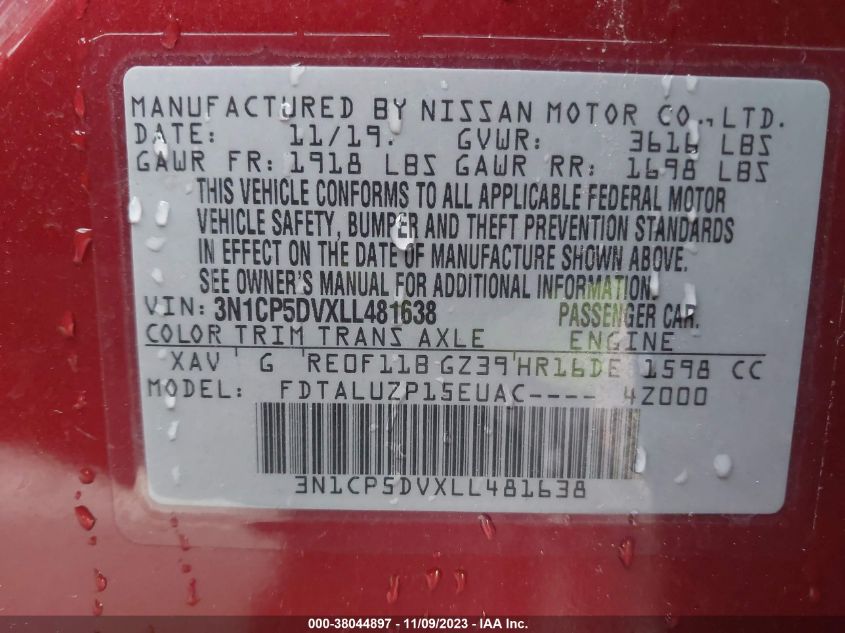 MANUFACTURED BY NISSAN MOTOR CO., LTD.
DATE: 11/19. GVWR: 3616 LBS
GAWR FR: 1918 LBS GAWR RR: 1698 LBS
THIS VEHICLE CONFORMS TO ALL APPLICABLE FEDERAL MOTOR
VEHICLE SAFETY, BUMPER AND THEFT PREVENTION STANDARDS
IN EFFECT ON THE DATE OF MANUFACTURE SHOWN ABOVE.
SEE OWNER'S MANUAL FOR ADDITIONAL INFORMATION.
VIN: 3N1CP5DVXLL481638 PASSENGER CAR.
COLOR TRIM TRANS AXLE ENGINE
XAV G RE0F11B GZ39 HR16DE 1598 CC
MODEL: FDTALUZP15EUAC---- 4Z000
3N1CP5DVXLL481638
000-38044897 - 11/09/2023 - Copyright © 2023 IAA, Inc.